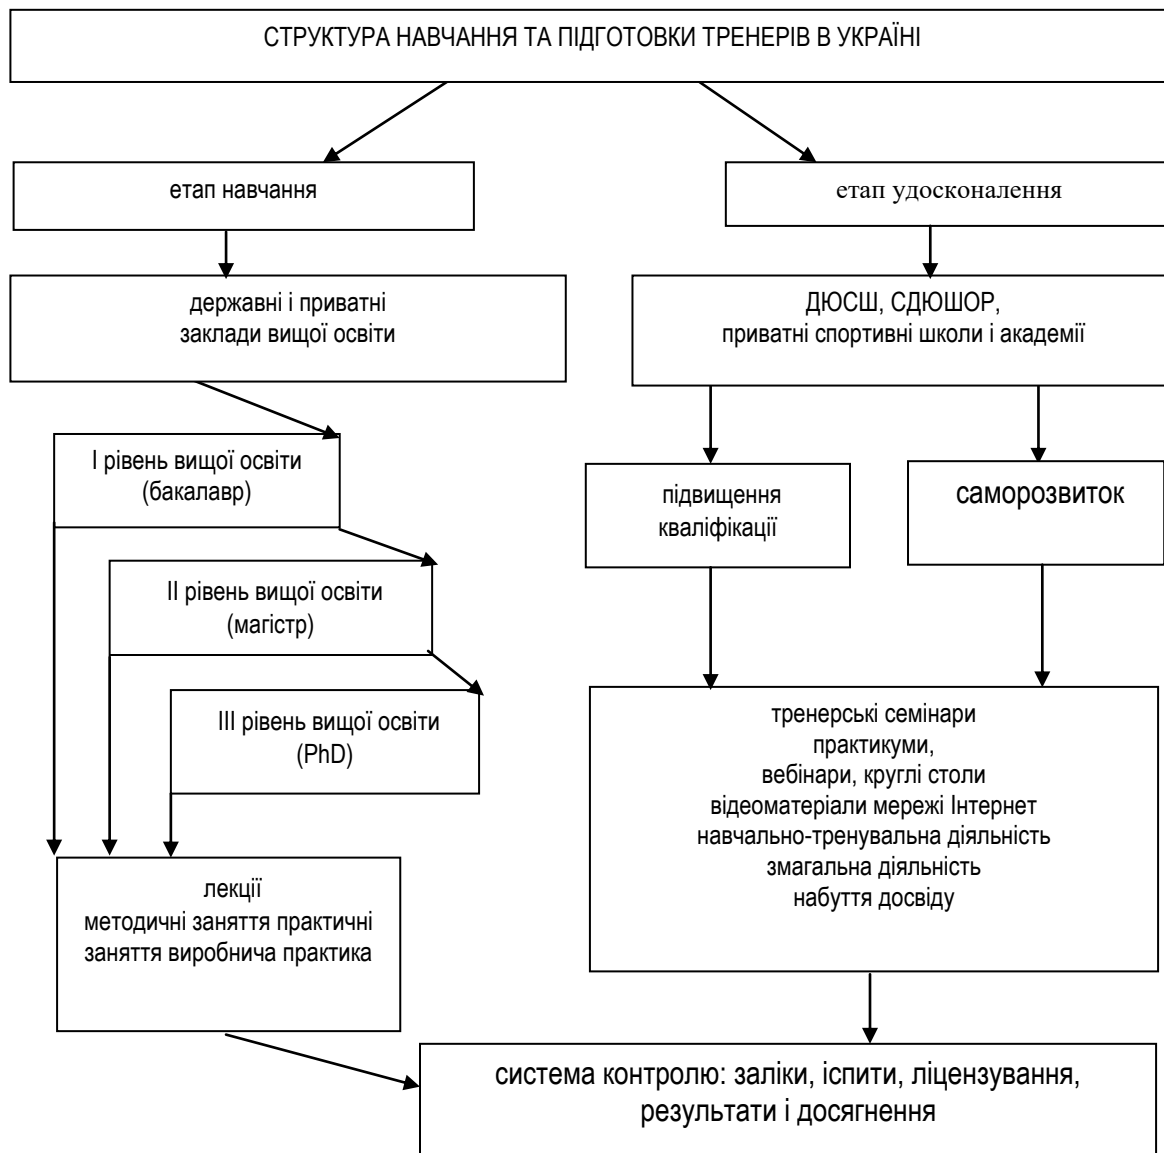 СТРУКТУРА НАВЧАННЯ ТА ПІДГОТОВКИ ТРЕНЕРІВ В УКРАЇНІ
етап навчання
етап удосконалення
державні і приватні
заклади вищої освіти
ДЮСШ, СДЮШОР,
приватні спортивні школи і академії
І рівень вищої освіти
(бакалавр)
підвищення
кваліфікації
саморозвиток
ІІ рівень вищої освіти
(магістр)
ІІІ рівень вищої освіти
(PhD)
тренерські семінари
практикуми,
вебінари, круглі столи
відеоматеріали мережі Інтернет
навчально-тренувальна діяльність
змагальна діяльність
набуття досвіду
лекції
методичні заняття практичні
заняття виробнича практика
система контролю: заліки, іспити, ліцензування,
результати і досягнення